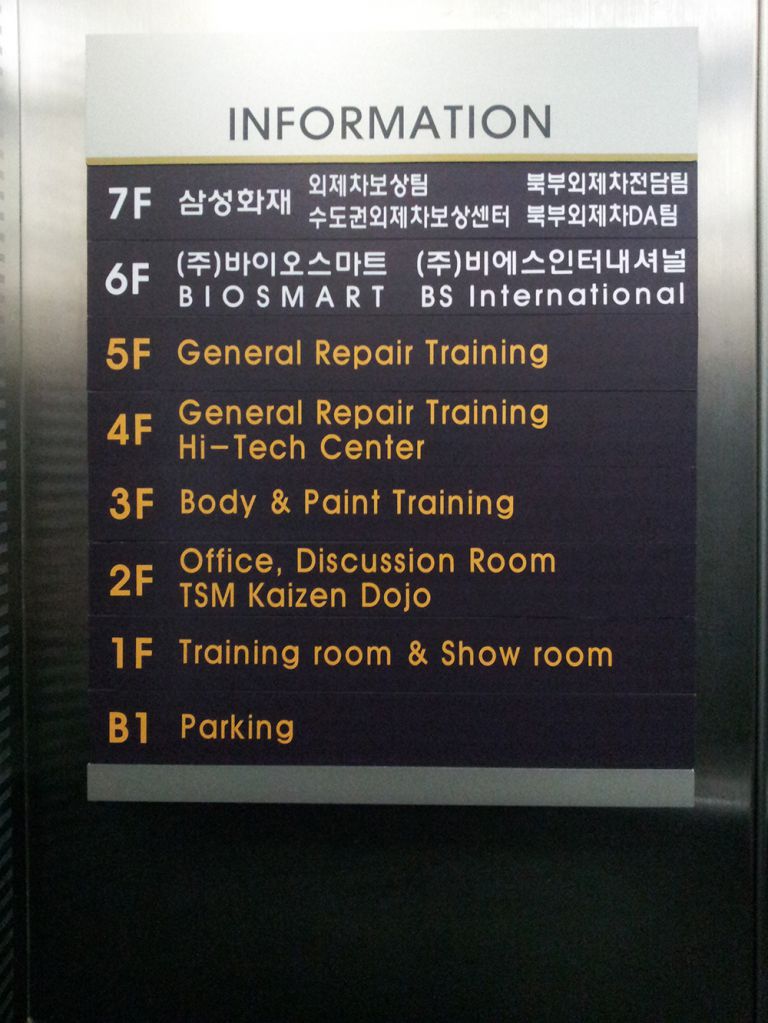 INFORMATION
7F 삼성화재 외제차보상팀 북부외제차전담팀
수도권외제차보상센터 북부외제차DA팀
6F (주)바이오스마트 (주)비에스인터내셔널
BIOSMART BS International
5F General Repair Training
4F General Repair Training
Hi-Tech Center
3F Body & Paint Training
2F Office, Discussion Room
TSM Kaizen Dojo
1F Training room & Show room
B1 Parking